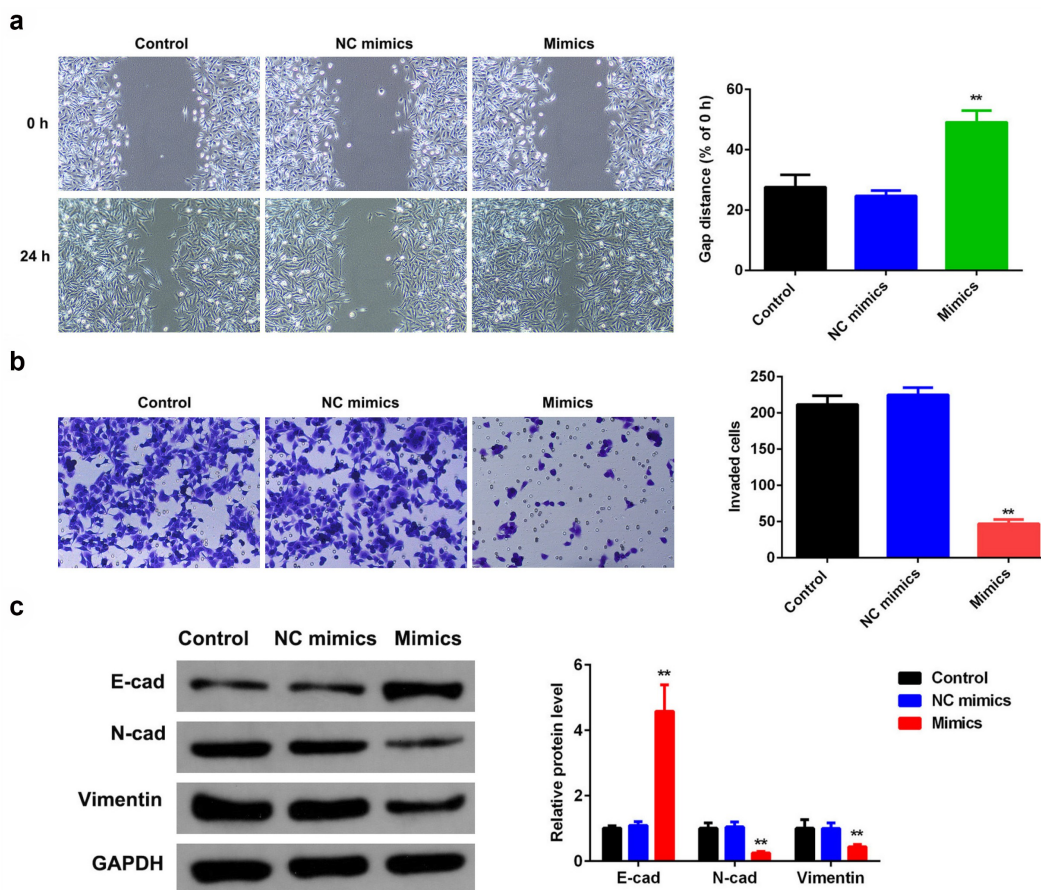 a
Control NC mimics Mimics
0 h
24 h
Gap distance (% of 0 h)
60
40
20
0
**
Control
NC mimics
Mimics
b
Control NC mimics Mimics
Invaded cells
250
200
150
100
50
0
**
Control
NC mimics
Mimics
c
Control NC mimics Mimics
E-cad
N-cad
Vimentin
GAPDH
Relative protein level
6
4
2
0
**
**
**
E-cad N-cad Vimentin
Control
NC mimics
Mimics